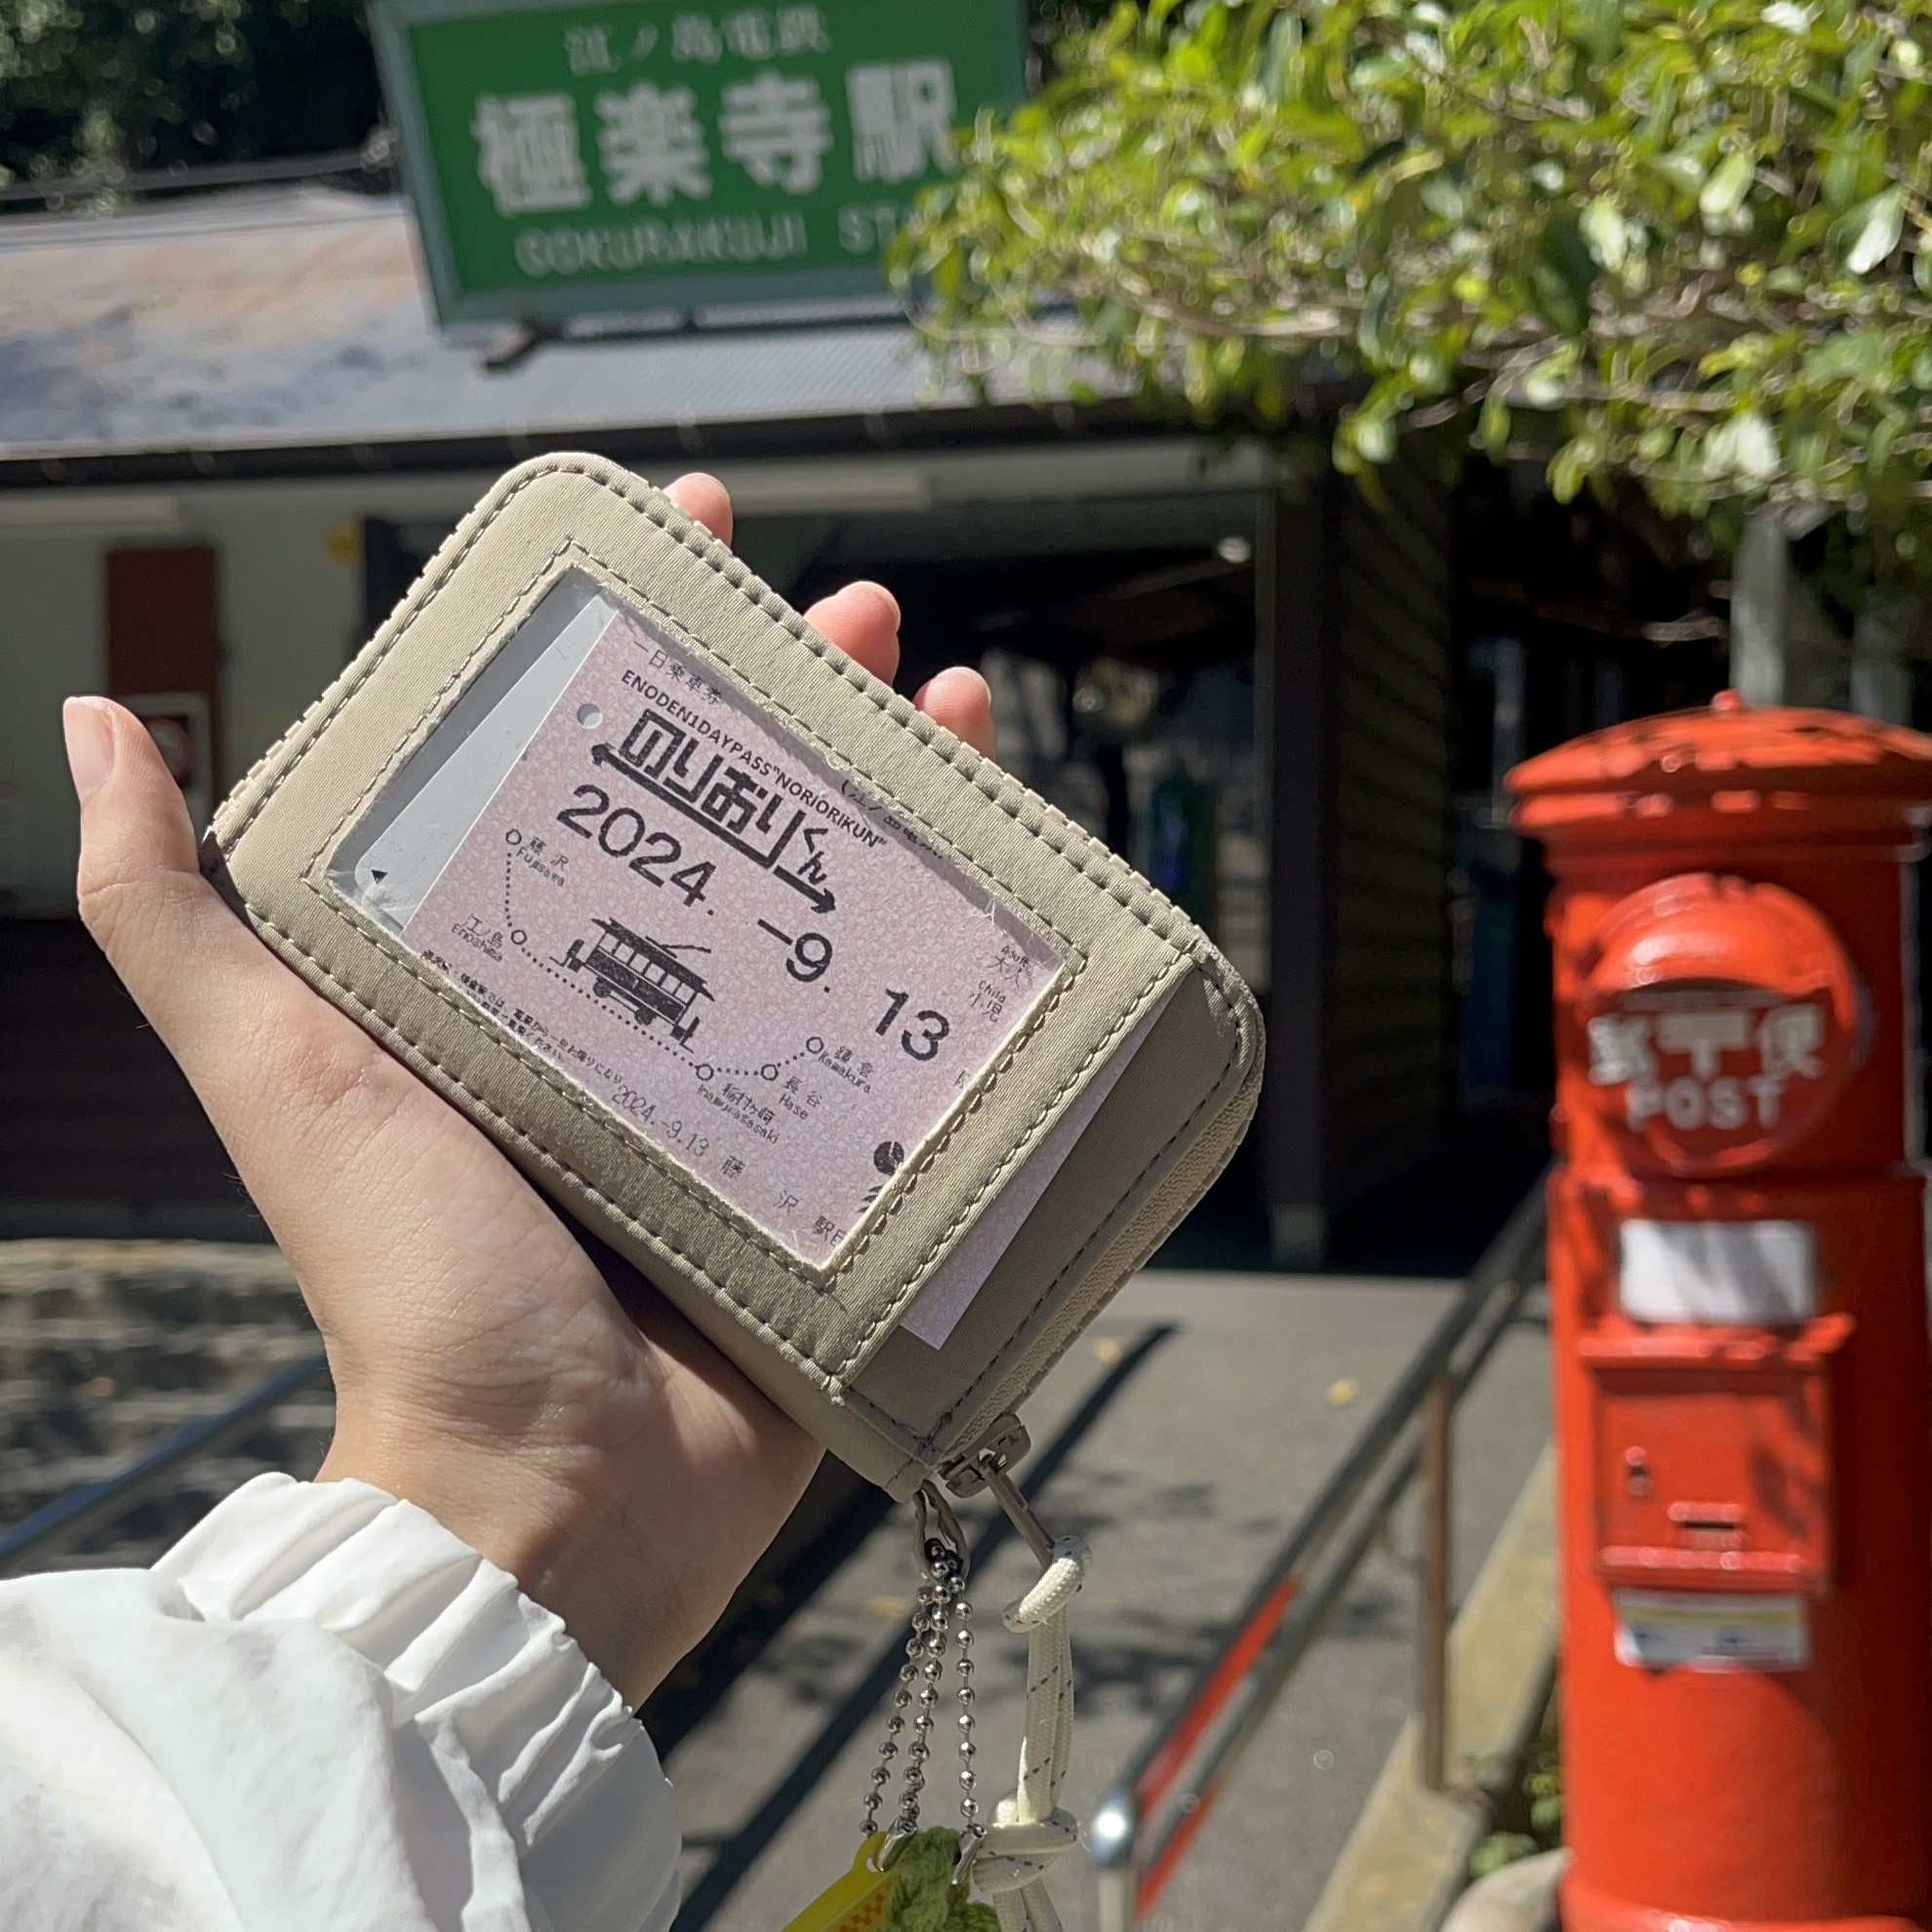 江ノ島電鉄
極楽寺駅
GOKURAKUJI
一日乗車券
ENODEN1DAYPASS"NORIORIKUN"
のりおりくん
2024.-9.13
藤沢
Fujisawa
江ノ島
Enoshima
稲村ヶ崎
Inamuragasaki
長谷
Hase
鎌倉
Kamakura
Adult
大人
Child
小児
2024.-9.13 藤沢駅
郵〒便
POST